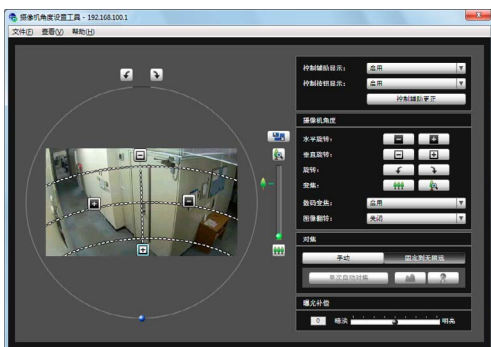 摄像机角度设置工具 - 192.168.100.1
文件(F) 查看(V) 帮助(H)
控制辅助显示： 启用
控制按钮显示： 启用
控制辅助更正
摄像机角度
水平旋转：
垂直旋转：
旋转：
变焦：
数码变焦： 启用
图像翻转： 关闭
对焦
手动 固定到无限远
单次自动对焦
曝光补偿
0 暗淡 明亮